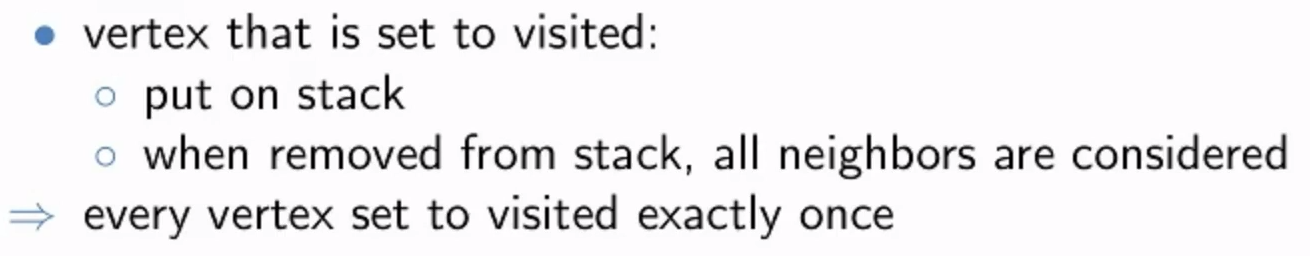 • vertex that is set to visited:
○ put on stack
○ when removed from stack, all neighbors are considered
⇒ every vertex set to visited exactly once